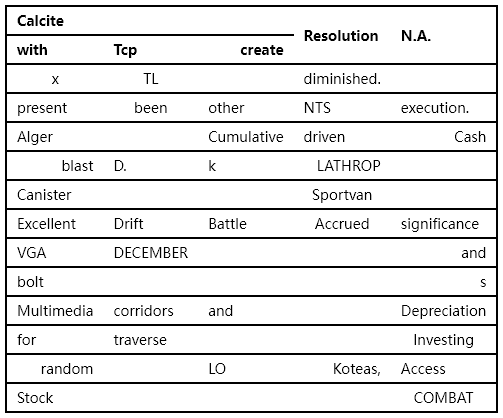 Calcite Resolution N.A.
with Tcp create
x TL diminished.
present been other NTS execution.
Alger Cumulative driven Cash
blast D. k LATHROP
Canister Sportvan
Excellent Drift Battle Accrued significance
VGA DECEMBER and
bolt s
Multimedia corridors and Depreciation
for traverse Investing
random LO Koteas, Access
Stock COMBAT